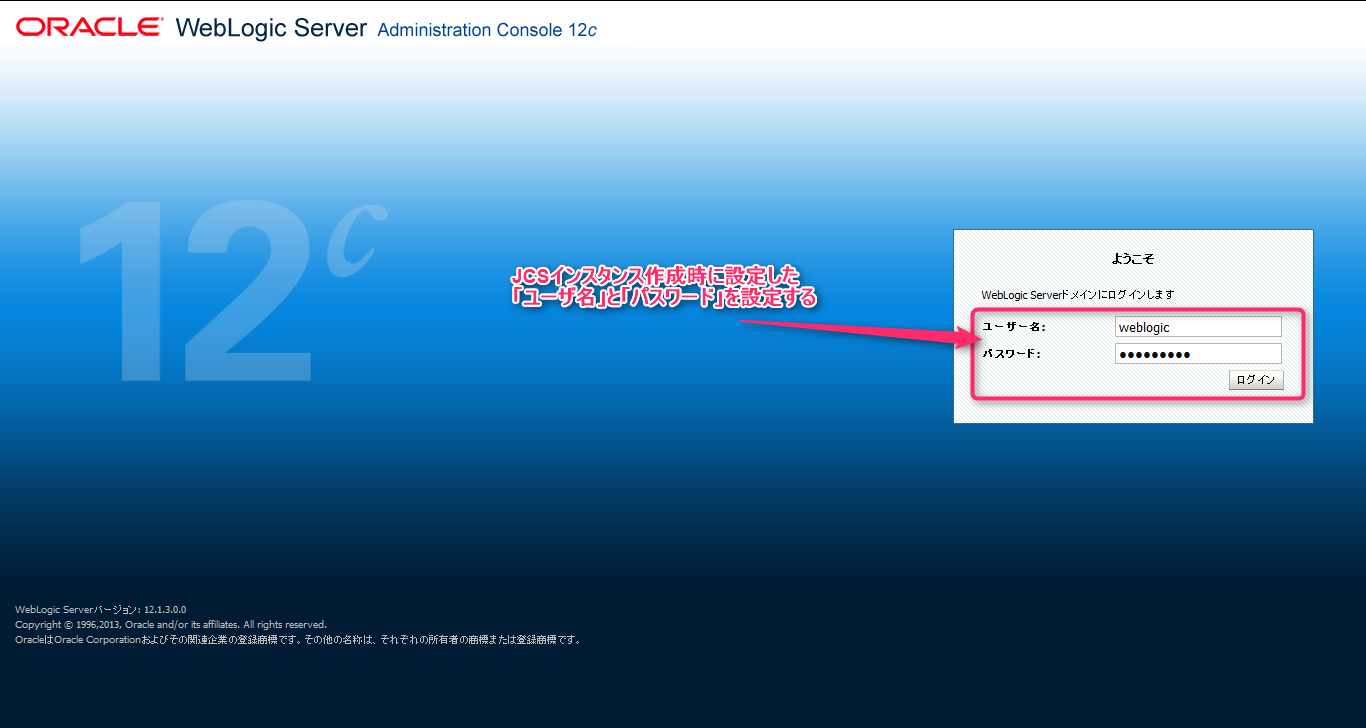 ORACLE WebLogic Server Administration Console 12c
12c
JCSインスタンス作成時に設定した
「ユーザ名」と「パスワード」を設定する
ようこそ
WebLogic Serverドメインにログインします
ユーザー名: weblogic
パスワード: ●●●●●●●●●
ログイン
WebLogic Serverバージョン: 12.1.3.0.0
Copyright © 1996,2013, Oracle and/or its affiliates. All rights reserved.
OracleはOracle Corporationおよびその関連企業の登録商標です。その他の名称は、それぞれの所有者の商標または登録商標です。